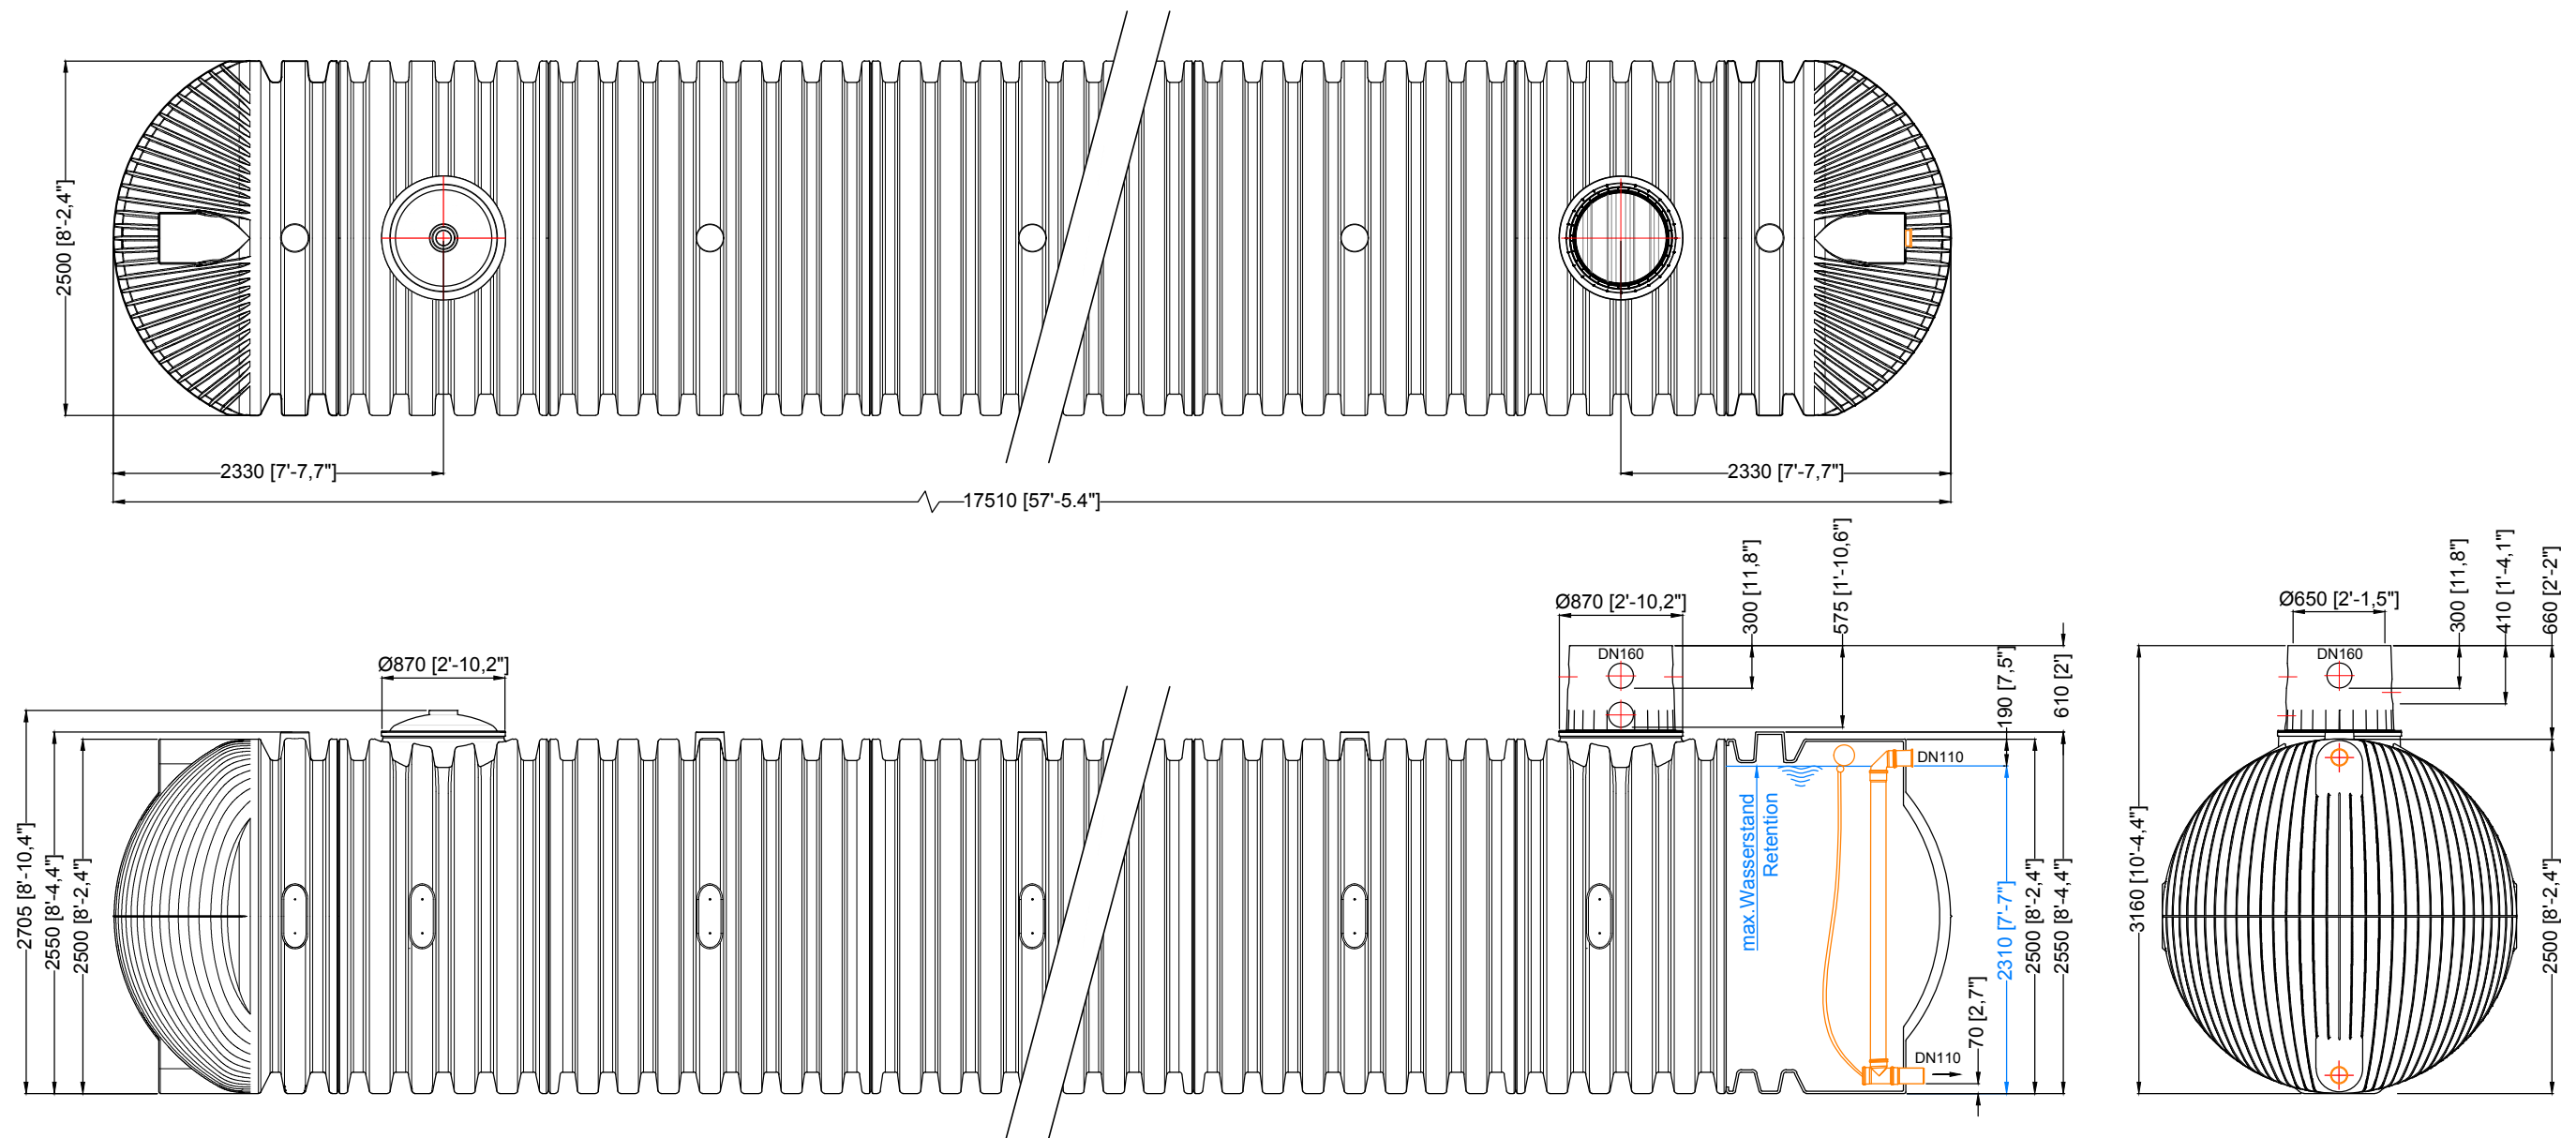 2500 [8'-2,4"]
2330 [7'-7,7"]
2330 [7'-7,7"]
17510 [57'-5.4"]
Ø870 [2'-10,2"]
Ø870 [2'-10,2"]
300 [11,8"]
575 [1'-10,6"]
190 [7,5"]
610 [2']
DN160
DN110
max.Wasserstand
Retention
DN110
2705 [8'-10,4"]
2550 [8'-4,4"]
2500 [8'-2,4"]
70 [2,7"]
2310 [7'-7"]
2500 [8'-2,4"]
2550 [8'-4,4"]
Ø650 [2'-1,5"]
300 [11,8"]
410 [1'-4,1"]
660 [2'-2"]
DN160
3160 [10'-4,4"]
2500 [8'-2,4"]